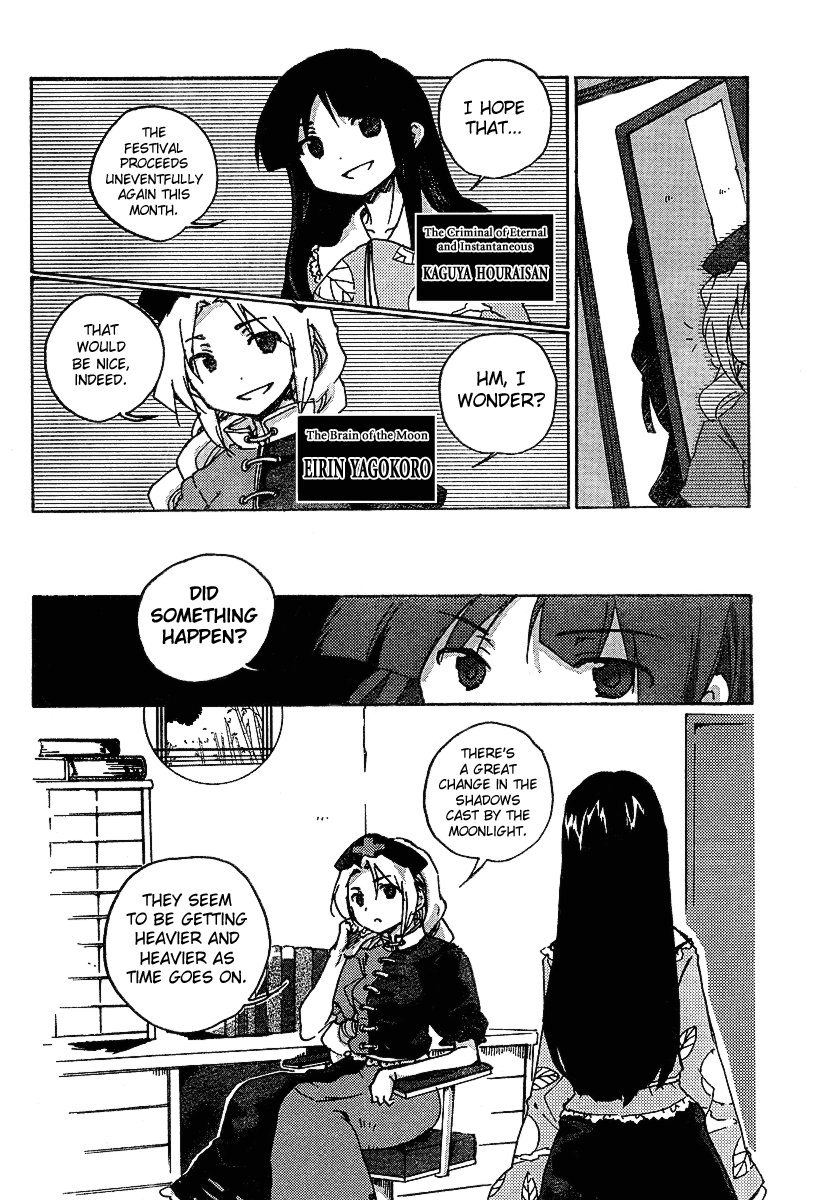 I HOPE
THAT...
THE
FESTIVAL
PROCEEDS
UNEVENTFULLY
AGAIN THIS
MONTH.
The Criminal of Eternal
and Instantaneous
KAGUYA HOURAISAN
HM, I
WONDER?
THAT
WOULD
BE NICE,
INDEED.
The Brain of the Moon
EIRIN YAGOKORO
DID
SOMETHING
HAPPEN?
THERE'S
A GREAT
CHANGE IN THE
SHADOWS
CAST BY THE
MOONLIGHT.
THEY SEEM
TO BE GETTING
HEAVIER AND
HEAVIER AS
TIME GOES ON.